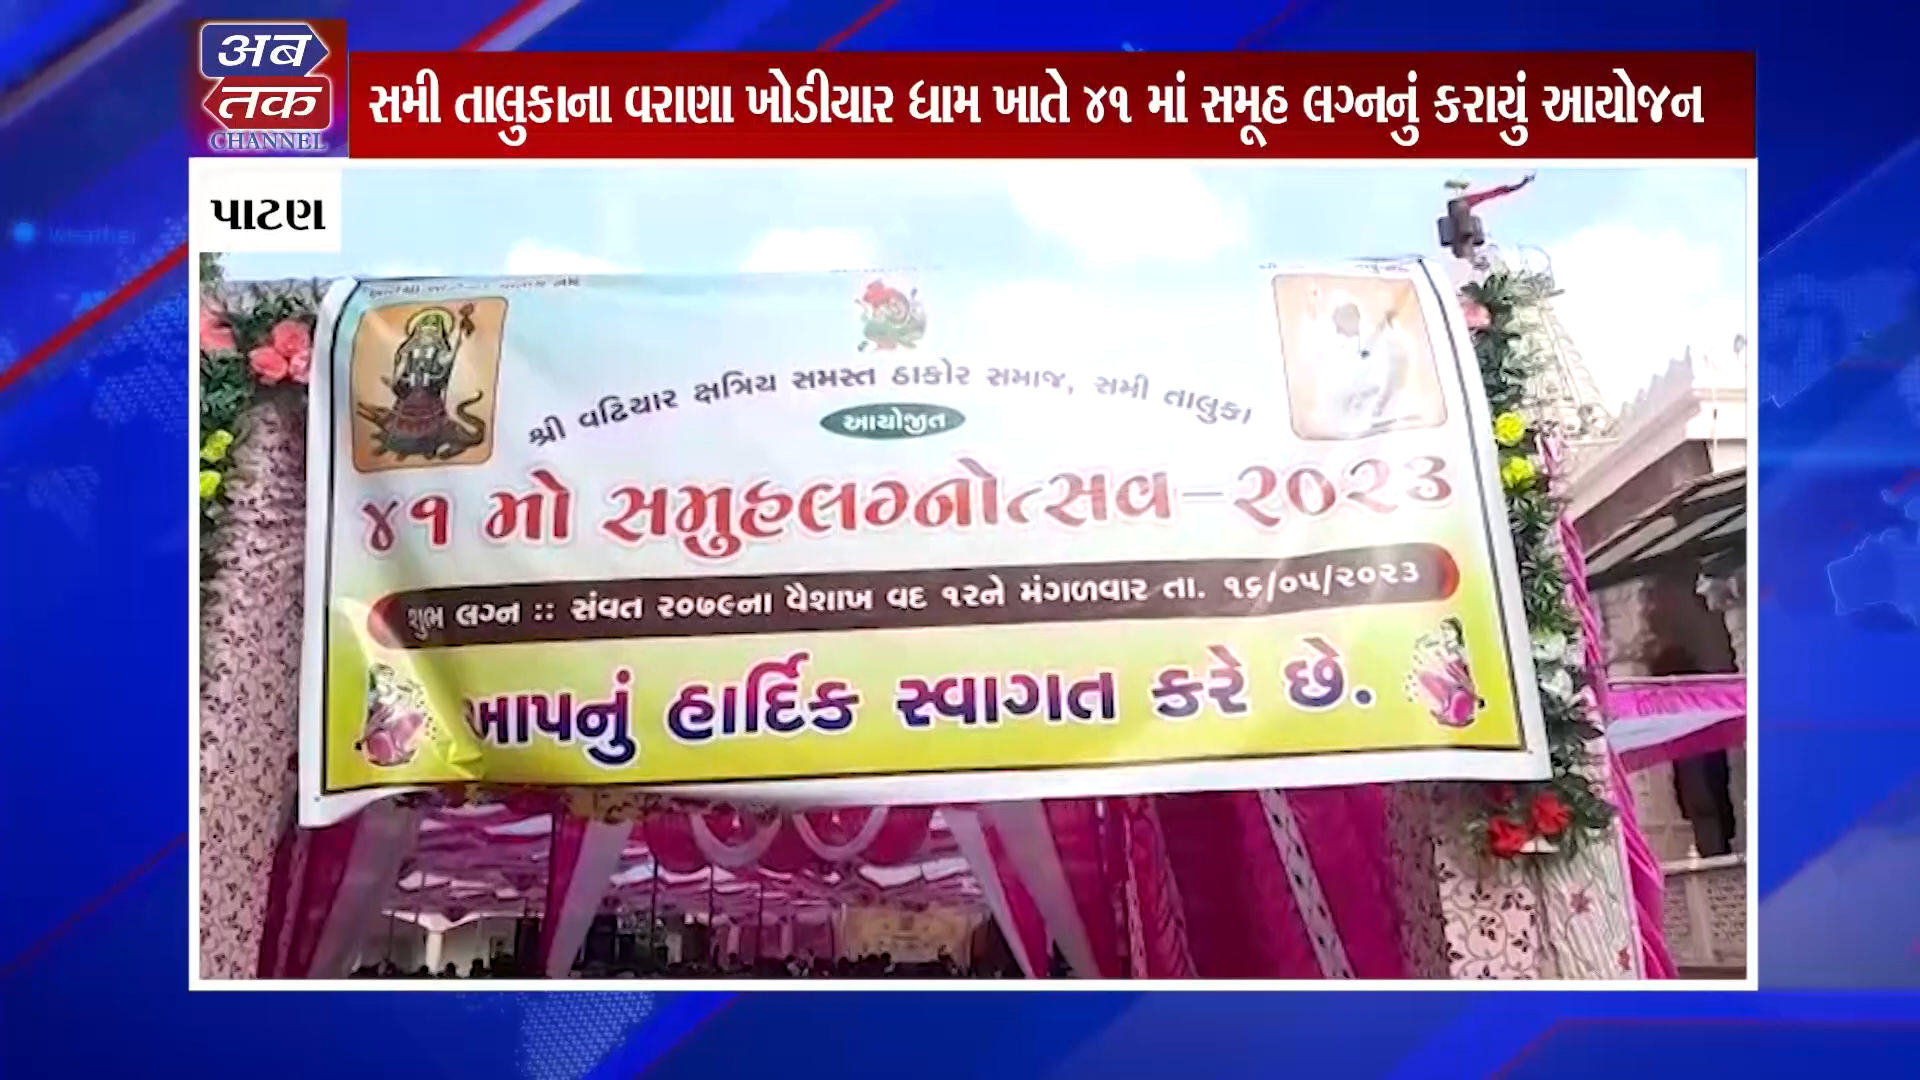 अब
तक
CHANNEL
સમી તાલુકાના વરાણા ખોડીયાર ધામ ખાતે ૪૧ માં સમૂહ લગ્નનું કરાયું આયોજન
પાટણ
Weather
શ્રી વઢિયાર ક્ષત્રિય સમસ્ત ઠાકોર સમાજ, સમી તાલુકા
આયોજીત
૪૧ મો સમુહલગ્નોત્સવ-૨૦૨૩
શુભ લગ્ન :: સંવત ૨૦૭૯ના વૈશાખ વદ ૧૨ને મંગળવાર તા. ૧૬/૦૫/૨૦૨૩
આપનું હાર્દિક સ્વાગત કરે છે.